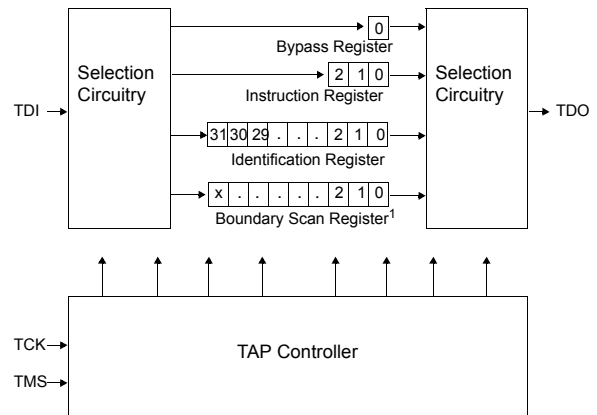 0
Bypass Register
Selection Circuitry
2 1 0
Selection Circuitry
Instruction Register
TDI
TDO
31 30 29 . . . 2 1 0
Identification Register
x . . . . . 2 1 0
Boundary Scan Register1
TCK
TAP Controller
TMS